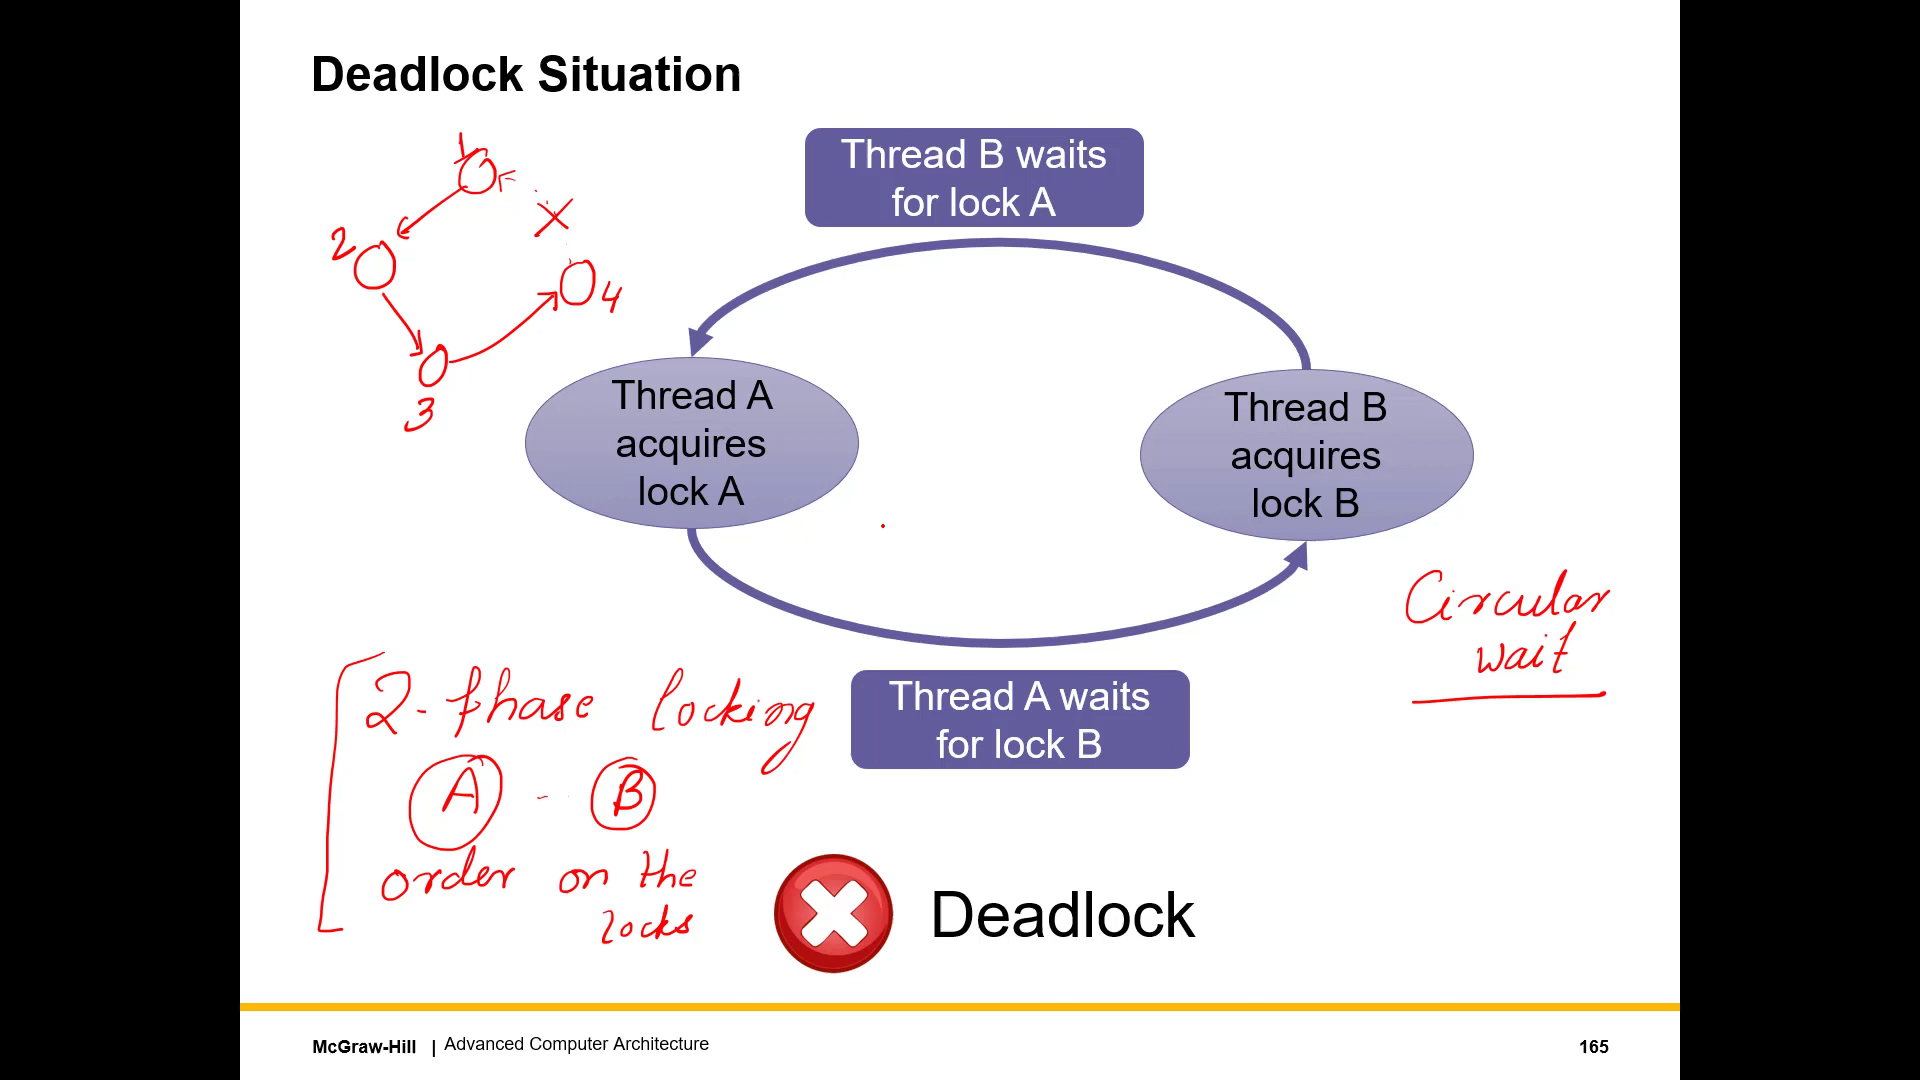 Deadlock Situation
1
2
3
4
Thread B waits
for lock A
Thread A
acquires
lock A
Thread B
acquires
lock B
Thread A waits
for lock B
Circular
wait
2-phase locking
A - B
order on the
locks
Deadlock
McGraw-Hill | Advanced Computer Architecture
165